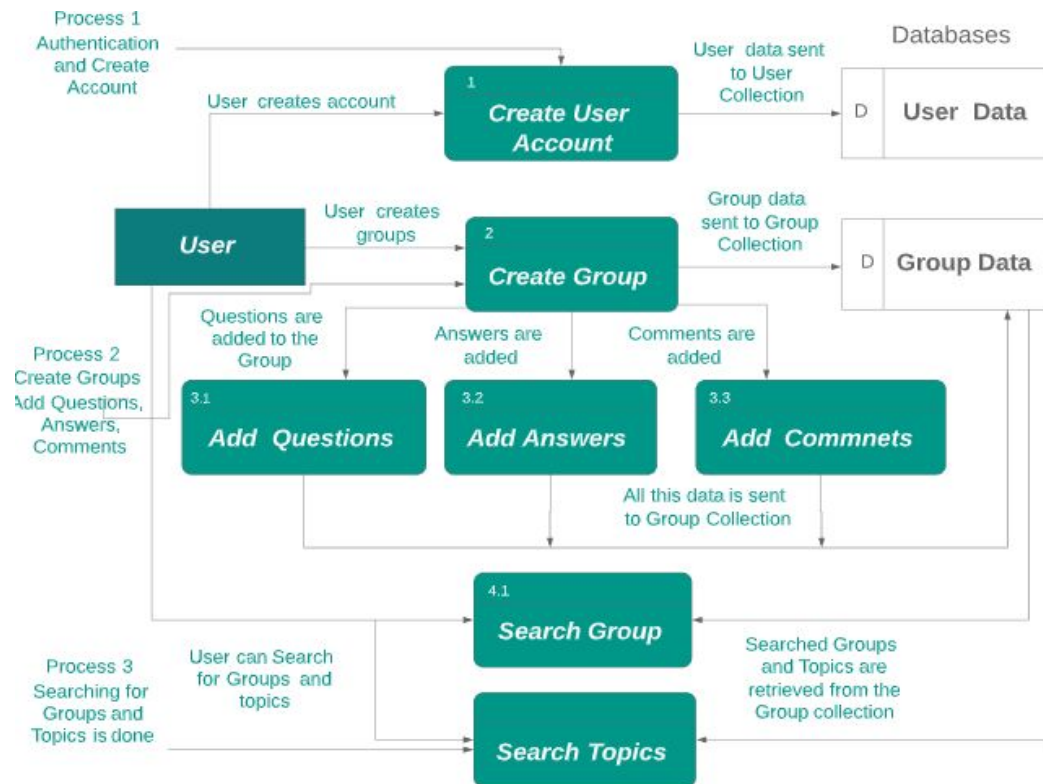 Process 1
Authentication
and Create
Account
User creates account
1
Create User
Account
User data sent
to User
Collection
Databases
D
User Data
User
User creates
groups
2
Create Group
Group data
sent to Group
Collection
D
Group Data
Questions are
added to the
Group
Answers are
added
Comments are
added
Process 2
Create Groups
Add Questions,
Answers,
Comments
3.1
Add Questions
3.2
Add Answers
3.3
Add Commnets
All this data is sent
to Group Collection
4.1
Search Group
Process 3
Searching for
Groups and
Topics is done
User can Search
for Groups and
topics
Searched Groups
and Topics are
retrieved from the
Group collection
Search Topics